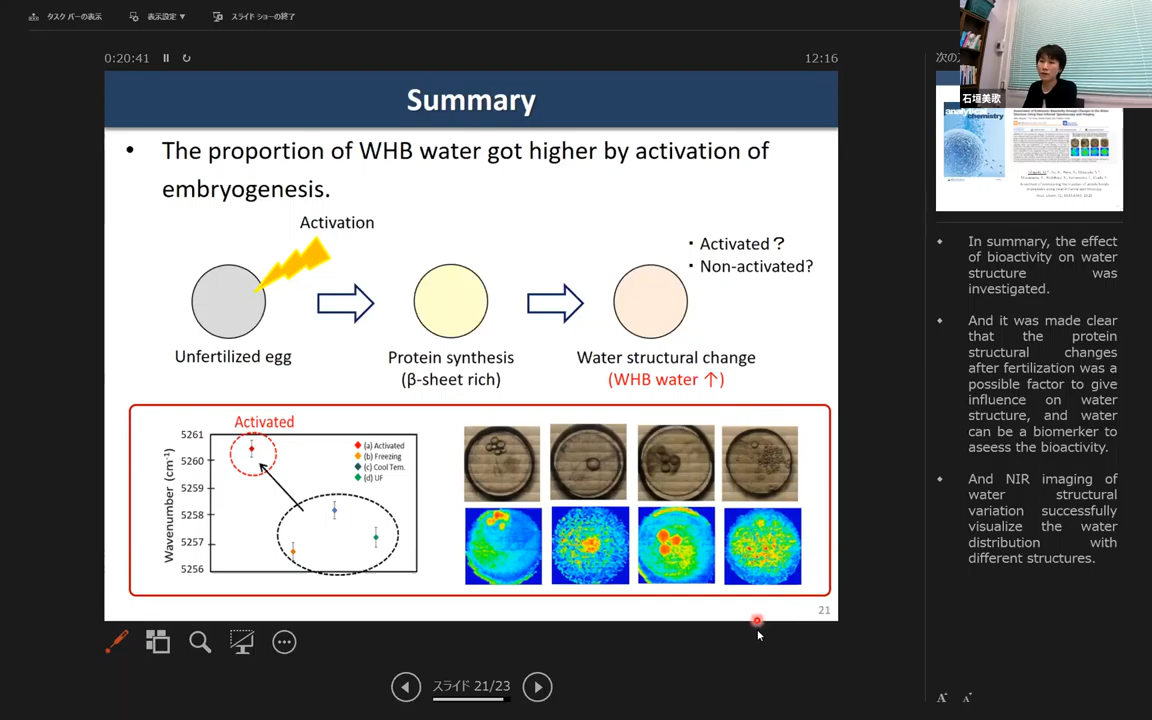 タスク バーの表示
表示設定 ▼
スライド ショーの終了
0:20:41
12:16
次の
石垣美歌
Summary
• The proportion of WHB water got higher by activation of
embryogenesis.
Activation
・Activated？
・Non-activated?
Unfertilized egg
Protein synthesis
(β-sheet rich)
Water structural change
(WHB water ↑)
Activated
Wavenumber (cm⁻¹)
5261
5260
5259
5258
5257
5256
(a) Activated
(b) Freezing
(c) Cool Tem.
(d) UF
21
スライド 21/23
chemistry
In summary, the effect
of bioactivity on water
structure was
investigated.
And it was made clear
that the protein
structural changes
after fertilization was a
possible factor to give
influence on water
structure, and water
can be a biomerker to
aseess the bioactivity.
And NIR imaging of
water structural
variation successfully
visualize the water
distribution with
different structures.
A
A